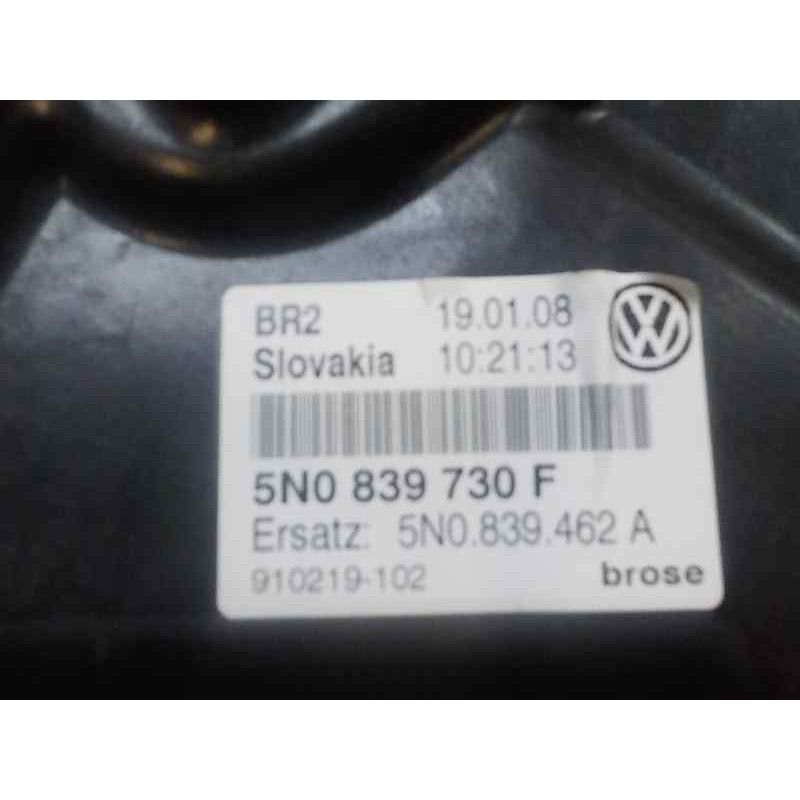 BR2 19.01.08
Slovakia 10:21:13
5N0 839 730 F
Ersatz: 5N0.839.462 A
910219-102 brose